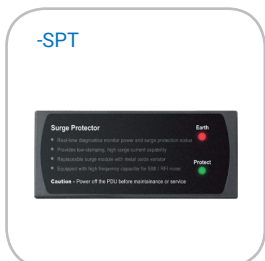 -SPT
Surge Protector
Earth
Real-time diagnostics monitor power and surge protection status
Provides low-clamping, high surge current capability
Replaceable surge module with metal oxide varistor
Protect
Equipped with high frequency capacitor for EMI / RFI noise
Caution - Power off the PDU before maintainance or service